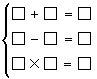 □ + □ = □
□ − □ = □
□ × □ = □